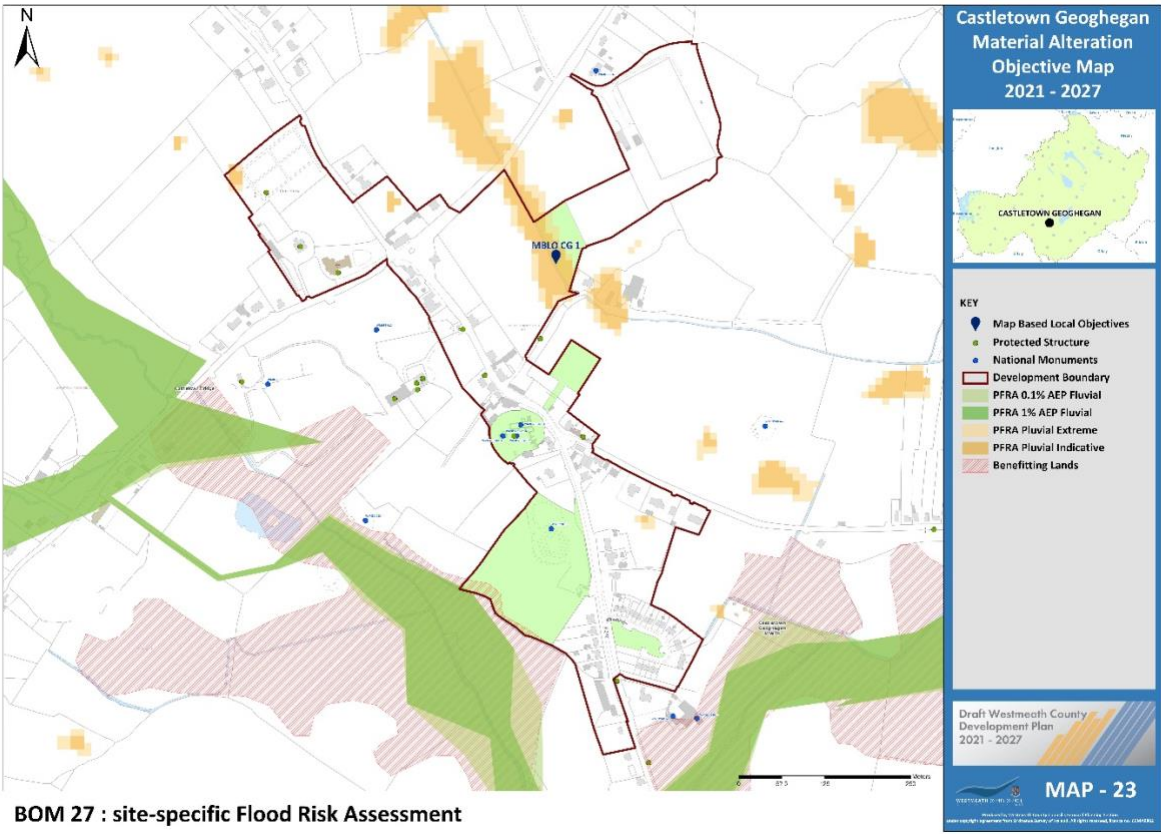 N
Castletown Geoghegan
Material Alteration
Objective Map
2021 - 2027
CASTLETOWN GEOGHEGAN
MBLO CG 1
KEY
Map Based Local Objectives
Protected Structure
National Monuments
Development Boundary
PFRA 0.1% AEP Fluvial
PFRA 1% AEP Fluvial
PFRA Pluvial Extreme
PFRA Pluvial Indicative
Benefitting Lands
Meters
Draft Westmeath County
Development Plan
2021 - 2027
MAP - 23
BOM 27 : site-specific Flood Risk Assessment